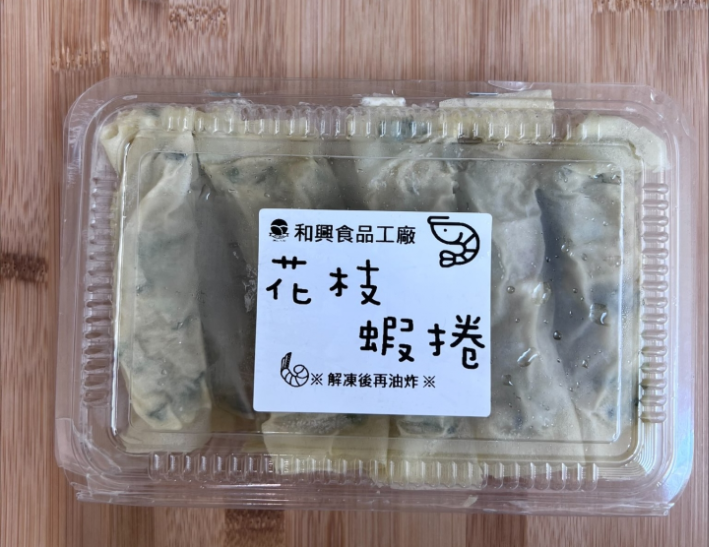 和興食品工廠
花枝
蝦捲
※ 解凍後再油炸 ※